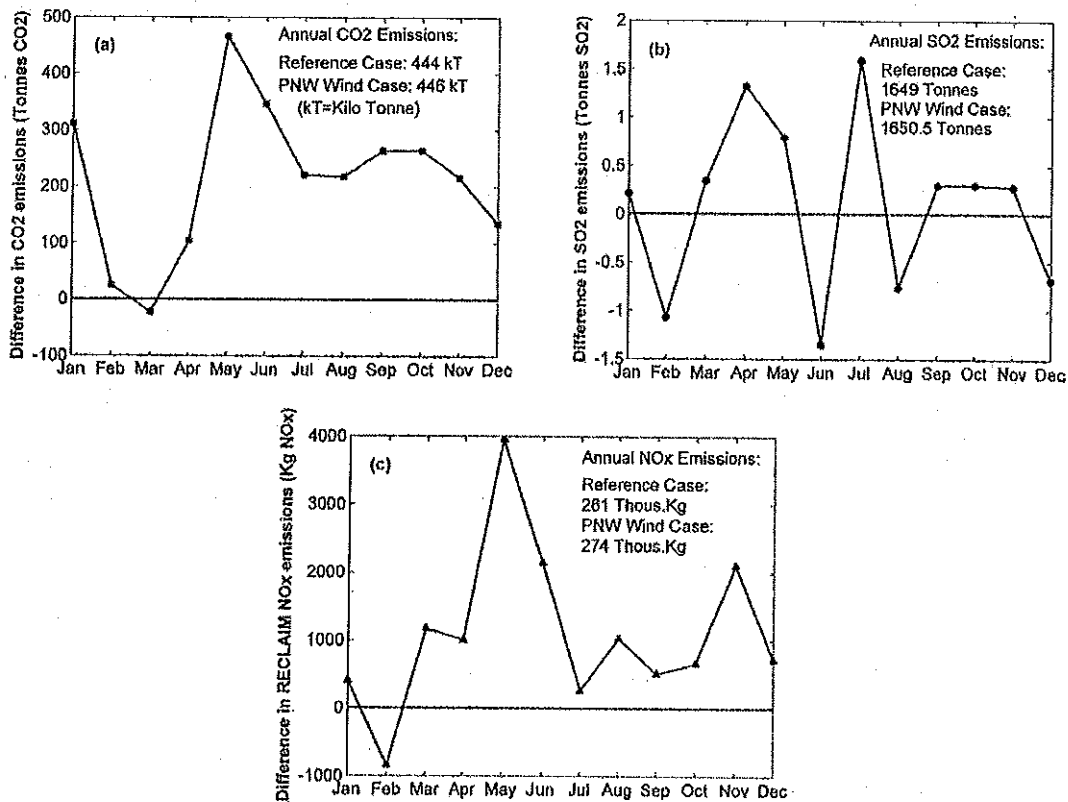 Difference in CO2 emissions (Tonnes CO2)
500
400
300
200
100
0
-100
(a)
Annual CO2 Emissions:
Reference Case: 444 kT
PNW Wind Case: 446 kT
(kT=Kilo Tonne)
Jan Feb Mar Apr May Jun Jul Aug Sep Oct Nov Dec
Difference in SO2 emissions (Tonnes SO2)
2
1.5
1
0.5
0
-0.5
-1
-1.5
(b)
Annual SO2 Emissions:
Reference Case:
1649 Tonnes
PNW Wind Case:
1650.5 Tonnes
Jan Feb Mar Apr May Jun Jul Aug Sep Oct Nov Dec
Difference in RECLAIM NOx emissions (Kg NOx)
4000
3000
2000
1000
0
-1000
(c)
Annual NOx Emissions:
Reference Case:
261 Thous.Kg
PNW Wind Case:
274 Thous.Kg
Jan Feb Mar Apr May Jun Jul Aug Sep Oct Nov Dec